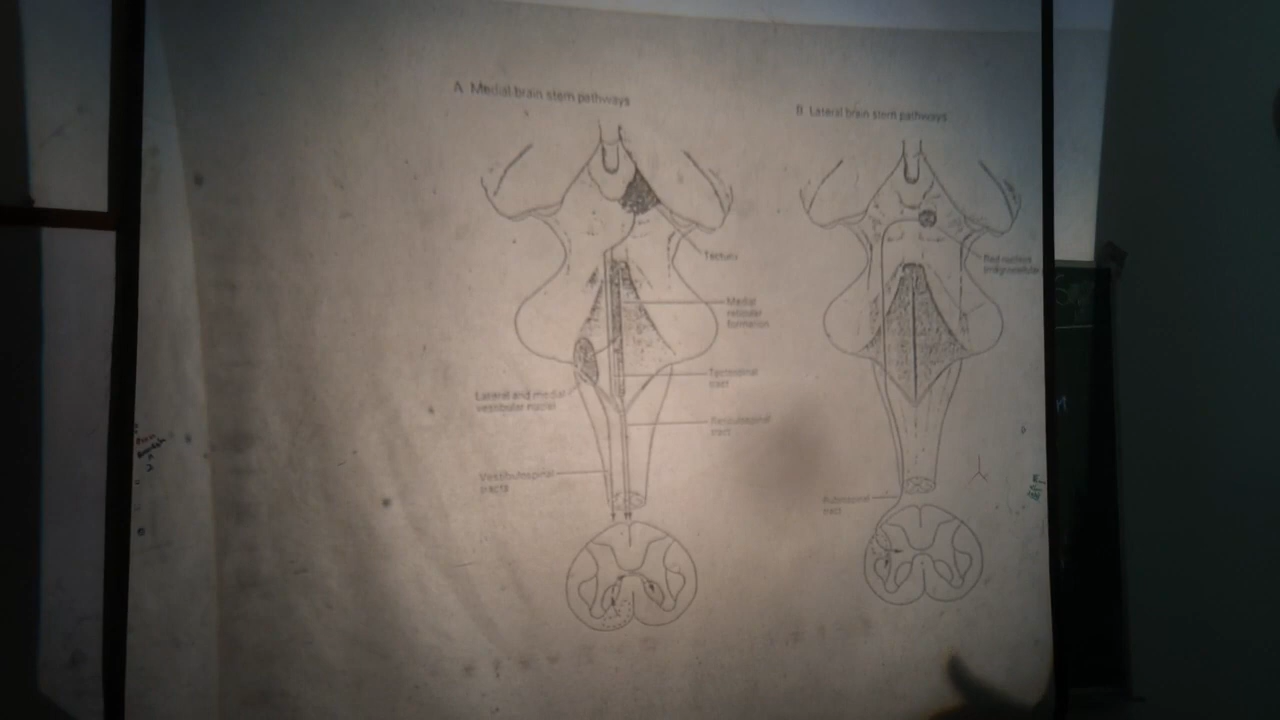 A Medial brain stem pathways
B Lateral brain stem pathways
Tectum
Red nucleus
Medial
reticular
formation
Tectospinal
tract
Lateral and medial
vestibular nuclei
Reticulospinal
tract
Vestibulospinal
tracts
Rubrospinal
tract